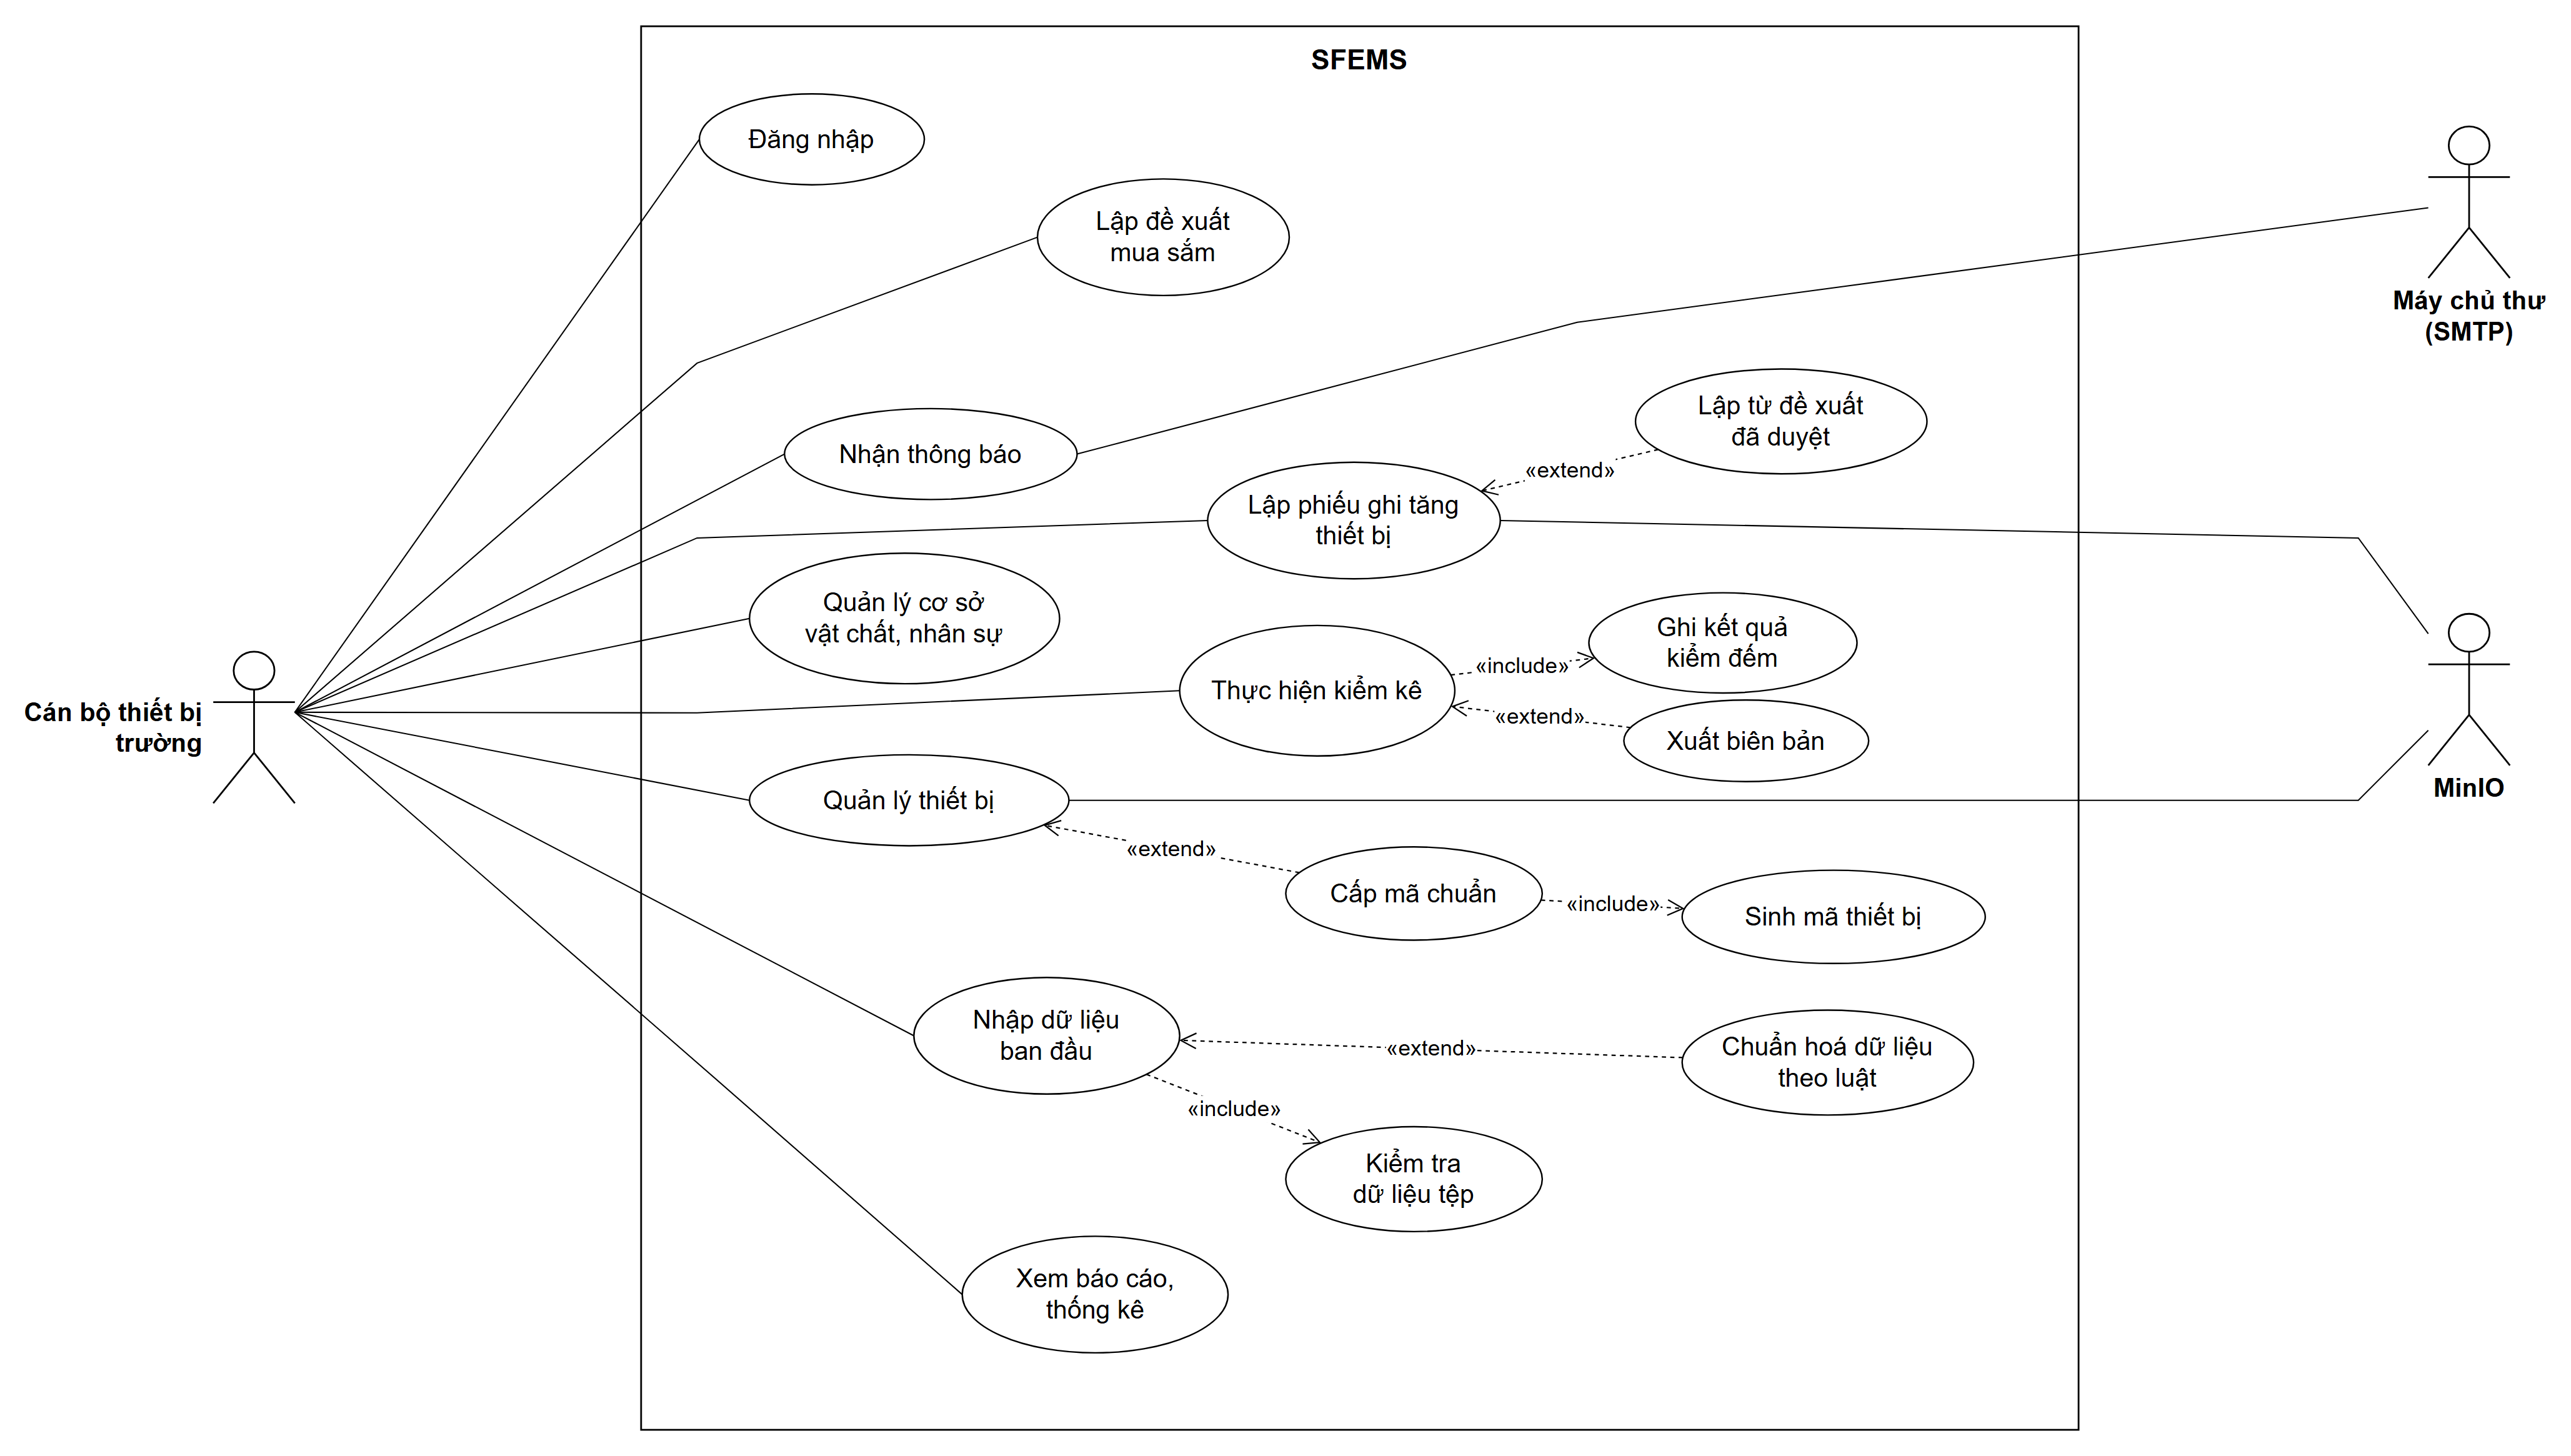 SFEMS
Đăng nhập
Lập đề xuất
mua sắm
Máy chủ thư
(SMTP)
Nhận thông báo
Lập từ đề xuất
đã duyệt
«extend»
Lập phiếu ghi tăng
thiết bị
Quản lý cơ sở
vật chất, nhân sự
Ghi kết quả
kiểm đếm
«include»
Thực hiện kiểm kê
«extend»
Xuất biên bản
Cán bộ thiết bị
trường
MinIO
Quản lý thiết bị
«extend»
Cấp mã chuẩn
«include»
Sinh mã thiết bị
Nhập dữ liệu
ban đầu
«extend»
Chuẩn hoá dữ liệu
theo luật
«include»
Kiểm tra
dữ liệu tệp
Xem báo cáo,
thống kê